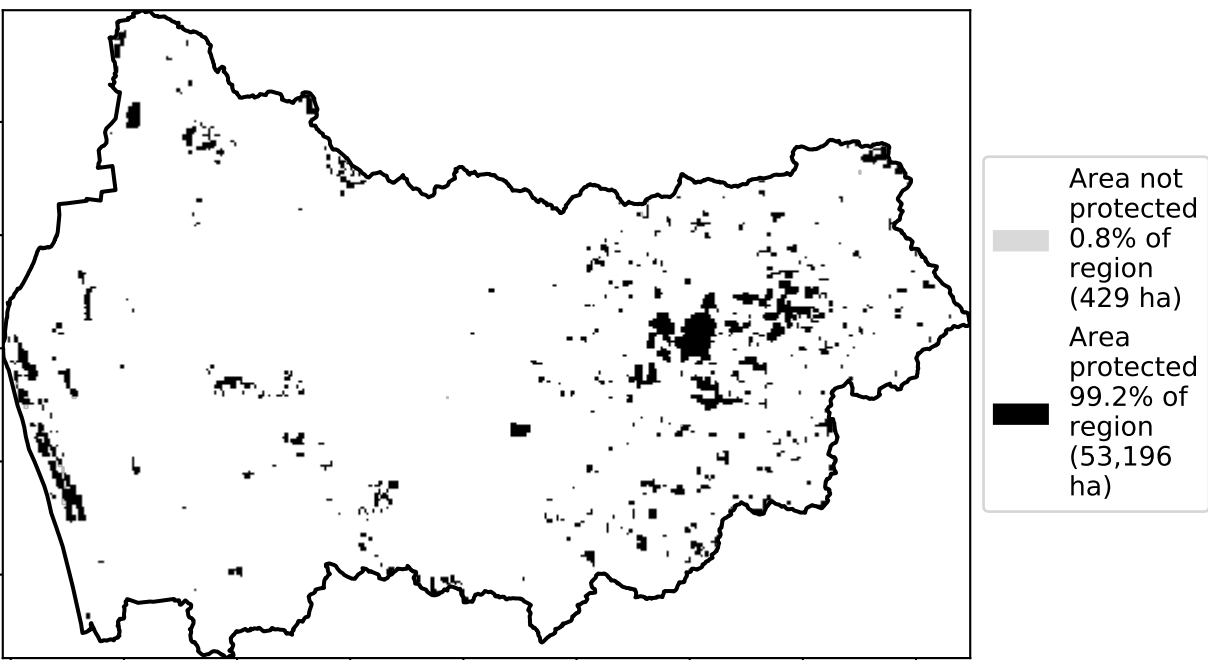 Area not
protected
0.8% of
region
(429 ha)
Area
protected
99.2% of
region
(53,196
ha)